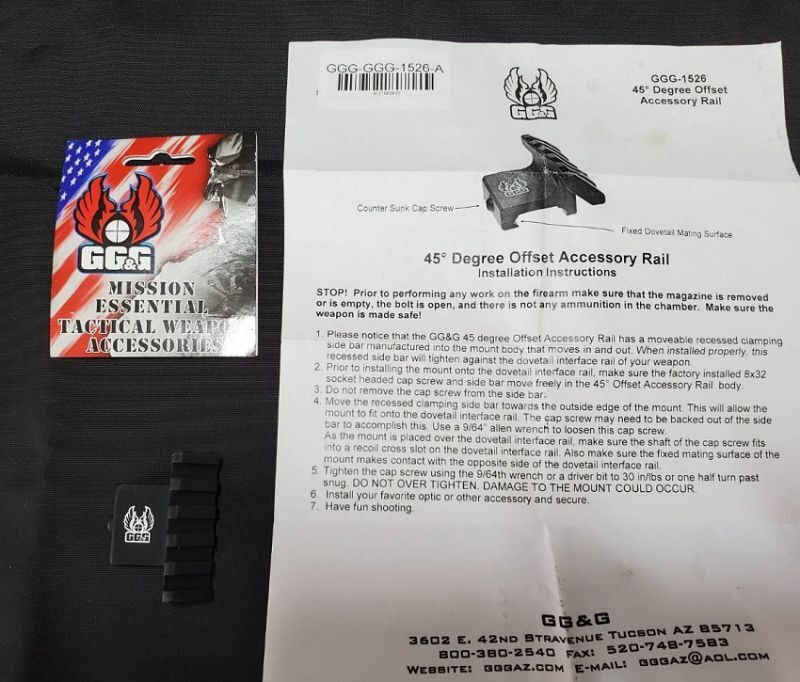 GGG-GGG-1526-A
GG&G
GGG-1526
45° Degree Offset
Accessory Rail
GG&G
Counter Sunk Cap Screw
Fixed Dovetail Mating Surface
45° Degree Offset Accessory Rail
Installation Instructions
STOP! Prior to performing any work on the firearm make sure that the magazine is removed
or is empty, the bolt is open, and there is not any ammunition in the chamber. Make sure the
weapon is made safe!
1. Please notice that the GG&G 45 degree Offset Accessory Rail has a moveable recessed clamping
side bar manufactured into the mount body that moves in and out. When installed properly, this
recessed side bar will tighten against the dovetail interface rail of your weapon.
2. Prior to installing the mount onto the dovetail interface rail, make sure the factory installed 8x32
socket headed cap screw and side bar move freely in the 45° Offset Accessory Rail body.
3. Do not remove the cap screw from the side bar.
4. Move the recessed clamping side bar towards the outside edge of the mount. This will allow the
mount to fit onto the dovetail interface rail. The cap screw may need to be backed out of the side
bar to accomplish this. Use a 9/64" allen wrench to loosen this cap screw.
As the mount is placed over the dovetail interface rail, make sure the shaft of the cap screw fits
into a recoil cross slot on the dovetail interface rail. Also make sure the fixed mating surface of the
mount makes contact with the opposite side of the dovetail interface rail.
5. Tighten the cap screw using the 9/64th wrench or a driver bit to 30 in/lbs or one half turn past
snug. DO NOT OVER TIGHTEN. DAMAGE TO THE MOUNT COULD OCCUR.
6. Install your favorite optic or other accessory and secure.
7. Have fun shooting.
GG&G
3602 E. 42nd Stravenue Tucson AZ 85713
800-380-2540 Fax: 520-748-7583
Website: GGGAZ.com E-mail: GGGAZ@aol.com
GG&G
MISSION
ESSENTIAL
TACTICAL WEAPO
ACCESSORIES
GG&G